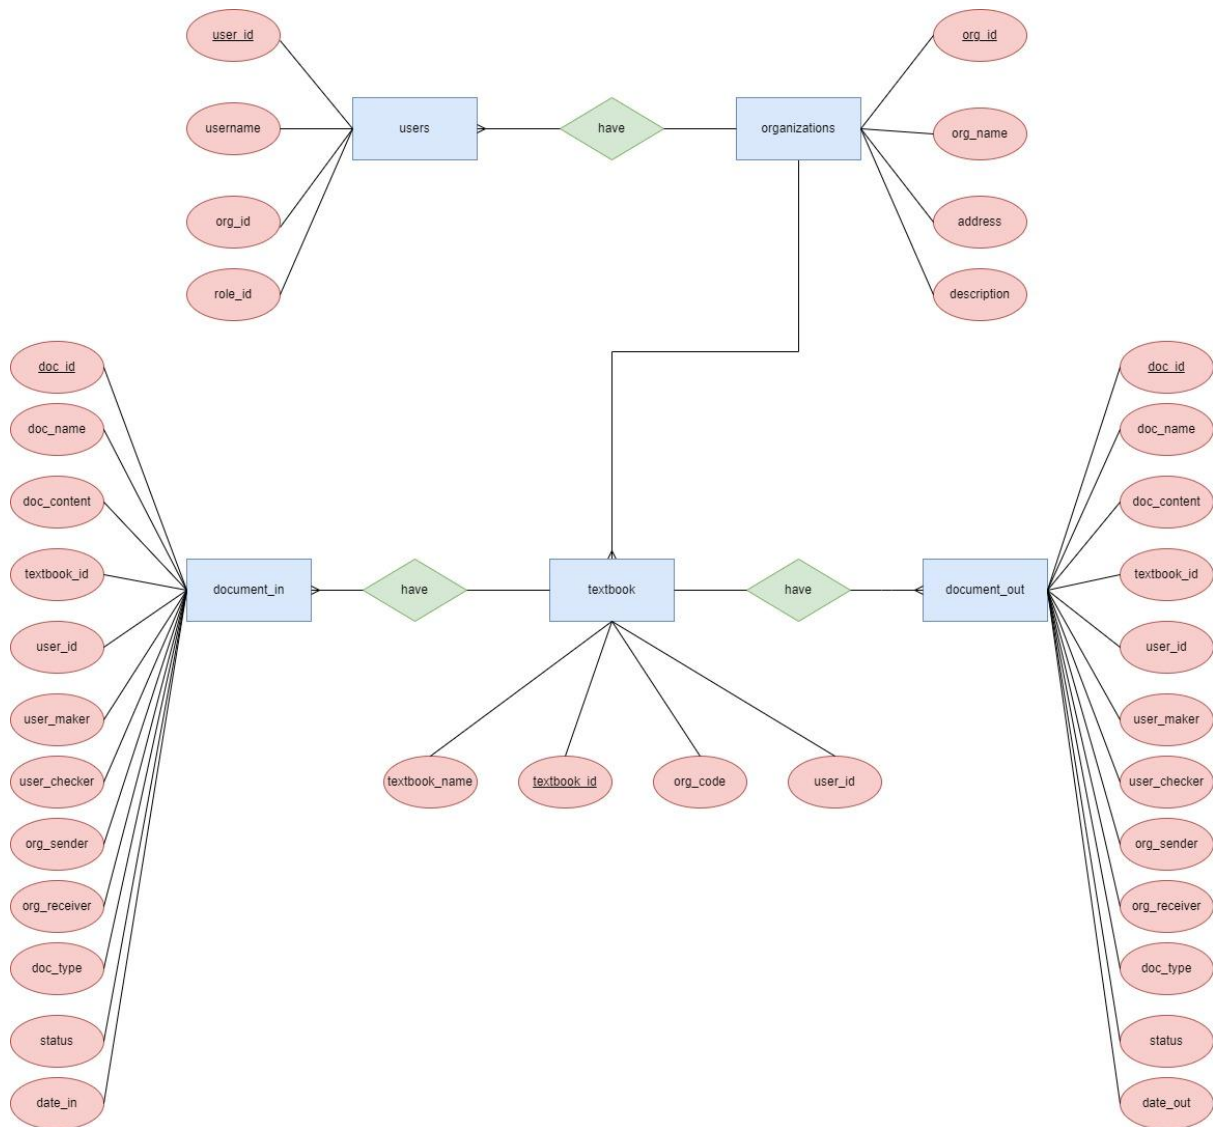 user_id
org_id
username
users
have
organizations
org_name
org_id
address
role_id
description
doc_id
doc_id
doc_name
doc_name
doc_content
doc_content
textbook_id
textbook_id
document_in
have
textbook
have
document_out
user_id
user_id
user_maker
user_maker
user_checker
textbook_name
textbook_id
org_code
user_id
user_checker
org_sender
org_sender
org_receiver
org_receiver
doc_type
doc_type
status
status
date_in
date_out